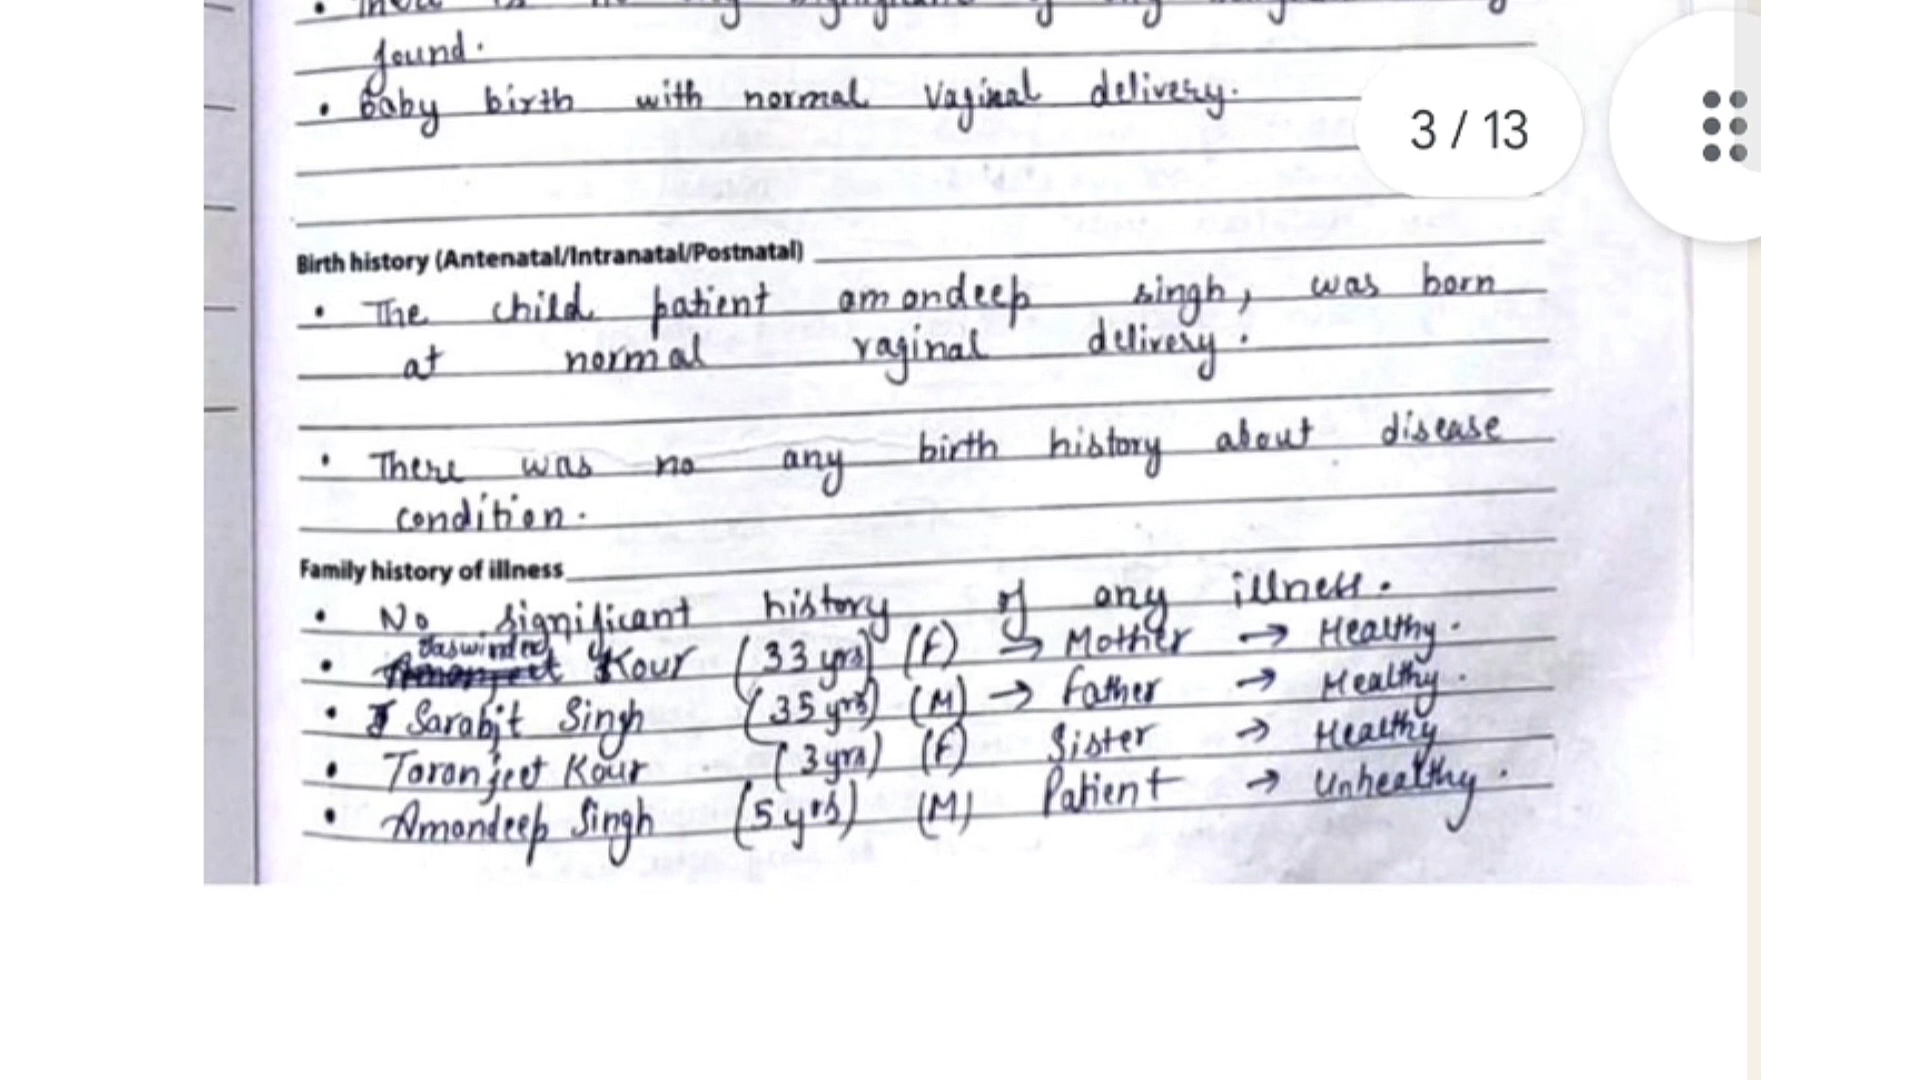 found.
• Baby birth with normal vaginal delivery.
3 / 13
Birth history (Antenatal/Intranatal/Postnatal)
• The child patient amandeep singh, was born
at normal vaginal delivery.
• There was no any birth history about disease
condition.
Family history of illness
• No significant history of any illness.
• Jaswinder Kour (33 yrs) (F) → Mother → Healthy.
• Sarabjit Singh (35 yrs) (M) → Father → Healthy.
• Taranjeet Kour (3 yrs) (F) Sister → Healthy
• Amandeep Singh (5 yrs) (M) Patient → Unhealthy.